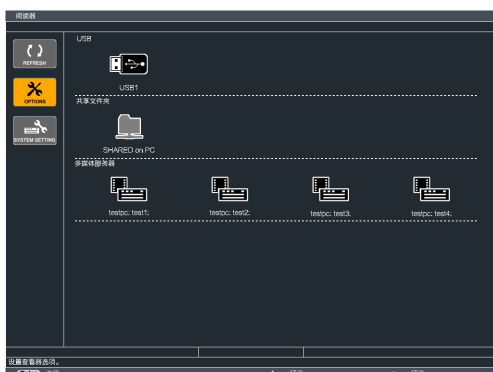 阅读器
USB
REFRESH
USB1
OPTIONS
共享文件夹
SYSTEM SETTING
SHARED on PC
多媒体服务器
testpc: test1:
testpc: test2:
testpc: test3:
testpc: test4:
设置查看器选项。